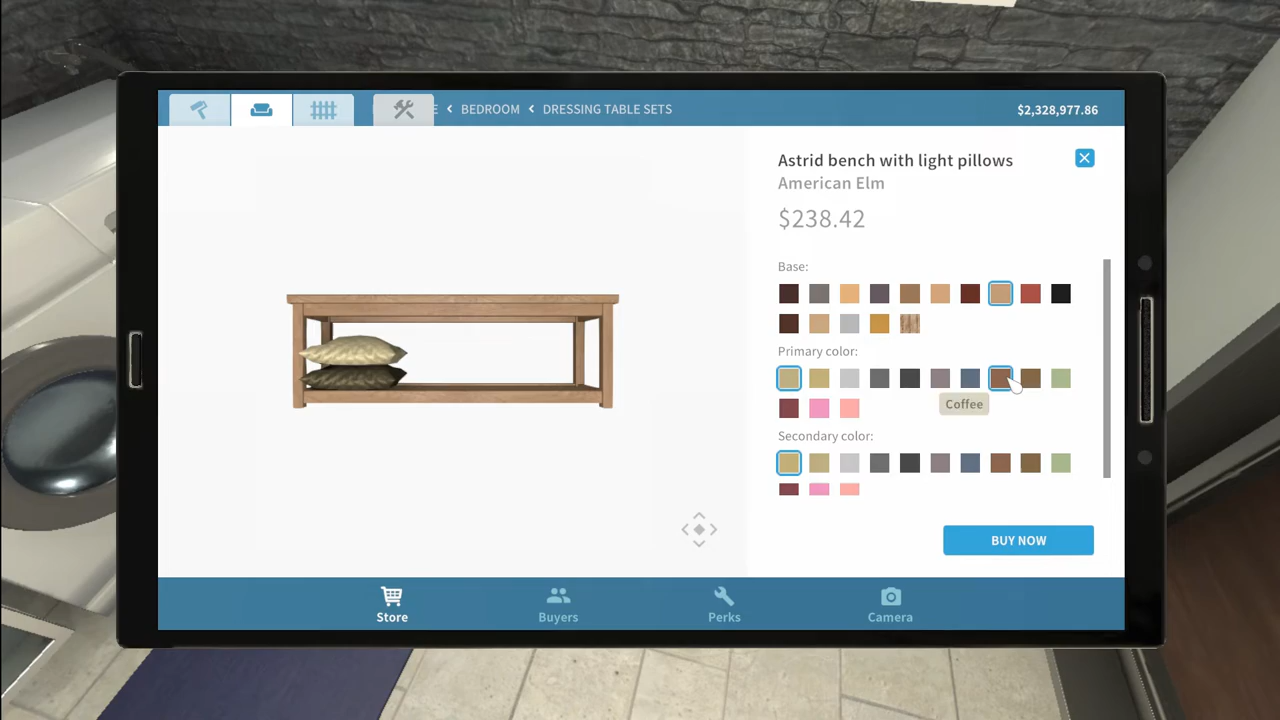 E < BEDROOM < DRESSING TABLE SETS
$2,328,977.86
Astrid bench with light pillows
American Elm
$238.42
Base:
Primary color:
Coffee
Secondary color:
BUY NOW
Store
Buyers
Perks
Camera